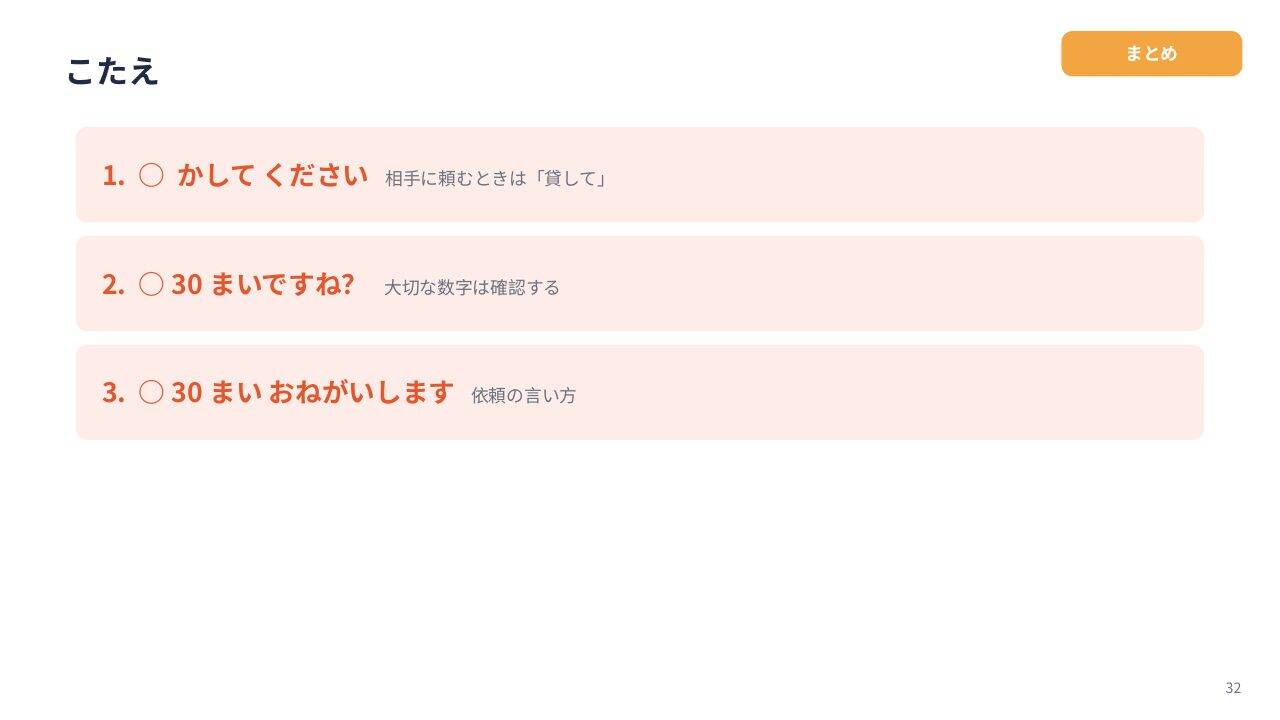 こたえ
まとめ
1. ○ かして ください 相手に頼むときは「貸して」
2. ○ 30 まいですね? 大切な数字は確認する
3. ○ 30 まい おねがいします 依頼の言い方
32